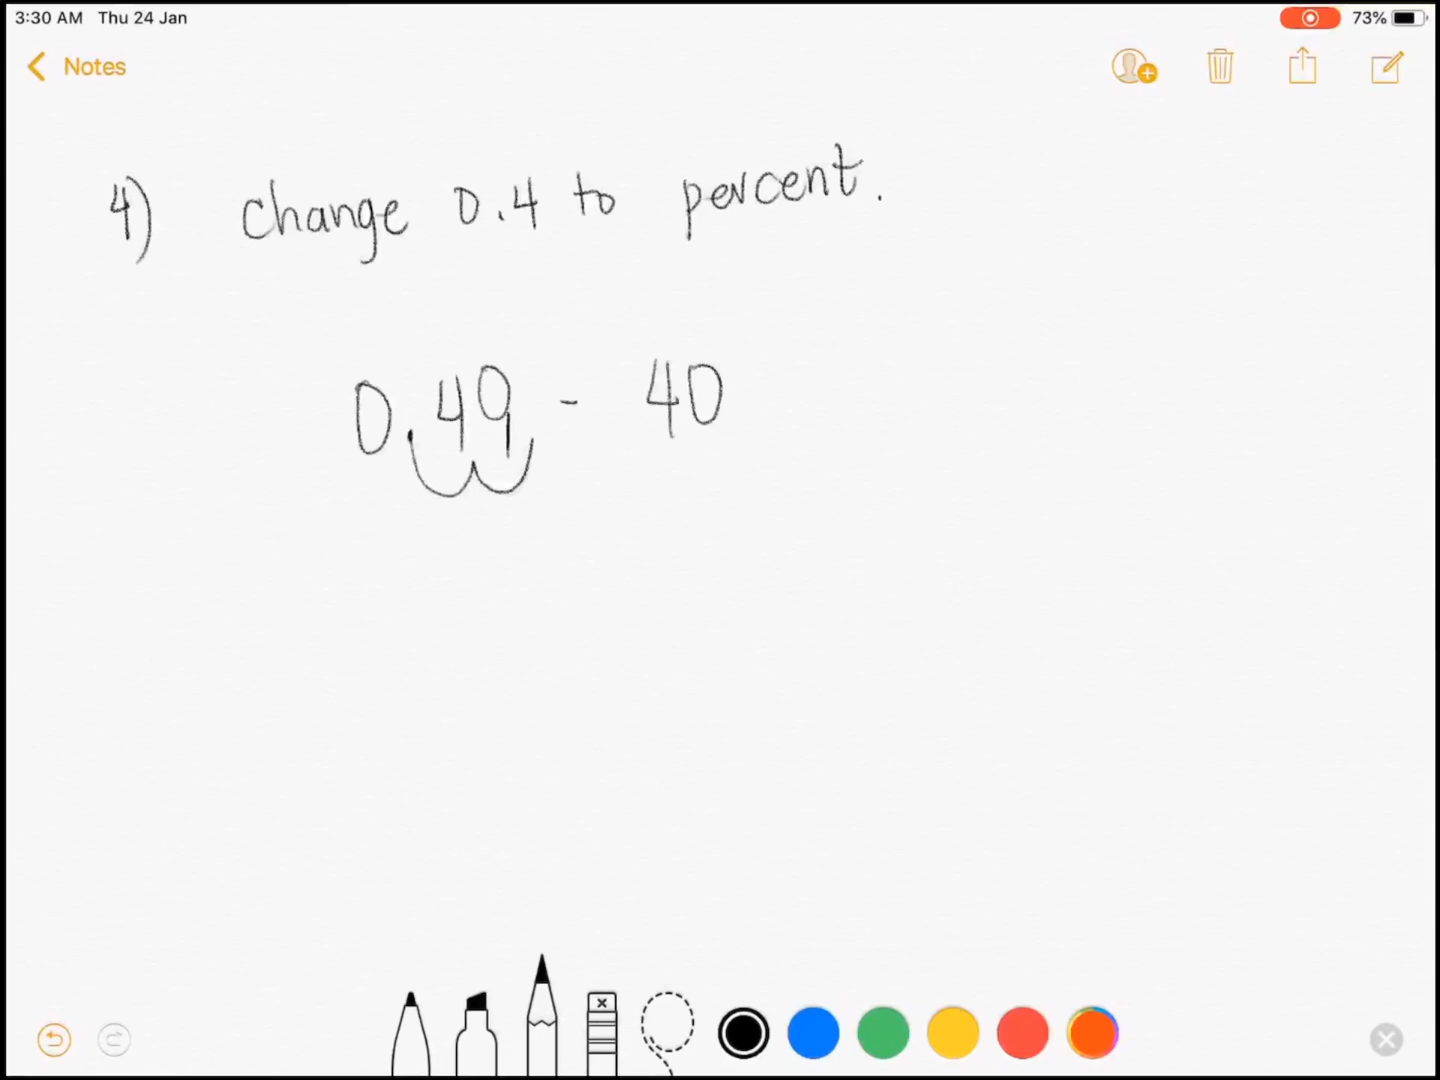 3:30 AM Thu 24 Jan
73%
Notes
4) change 0.4 to percent.
0.49 - 40